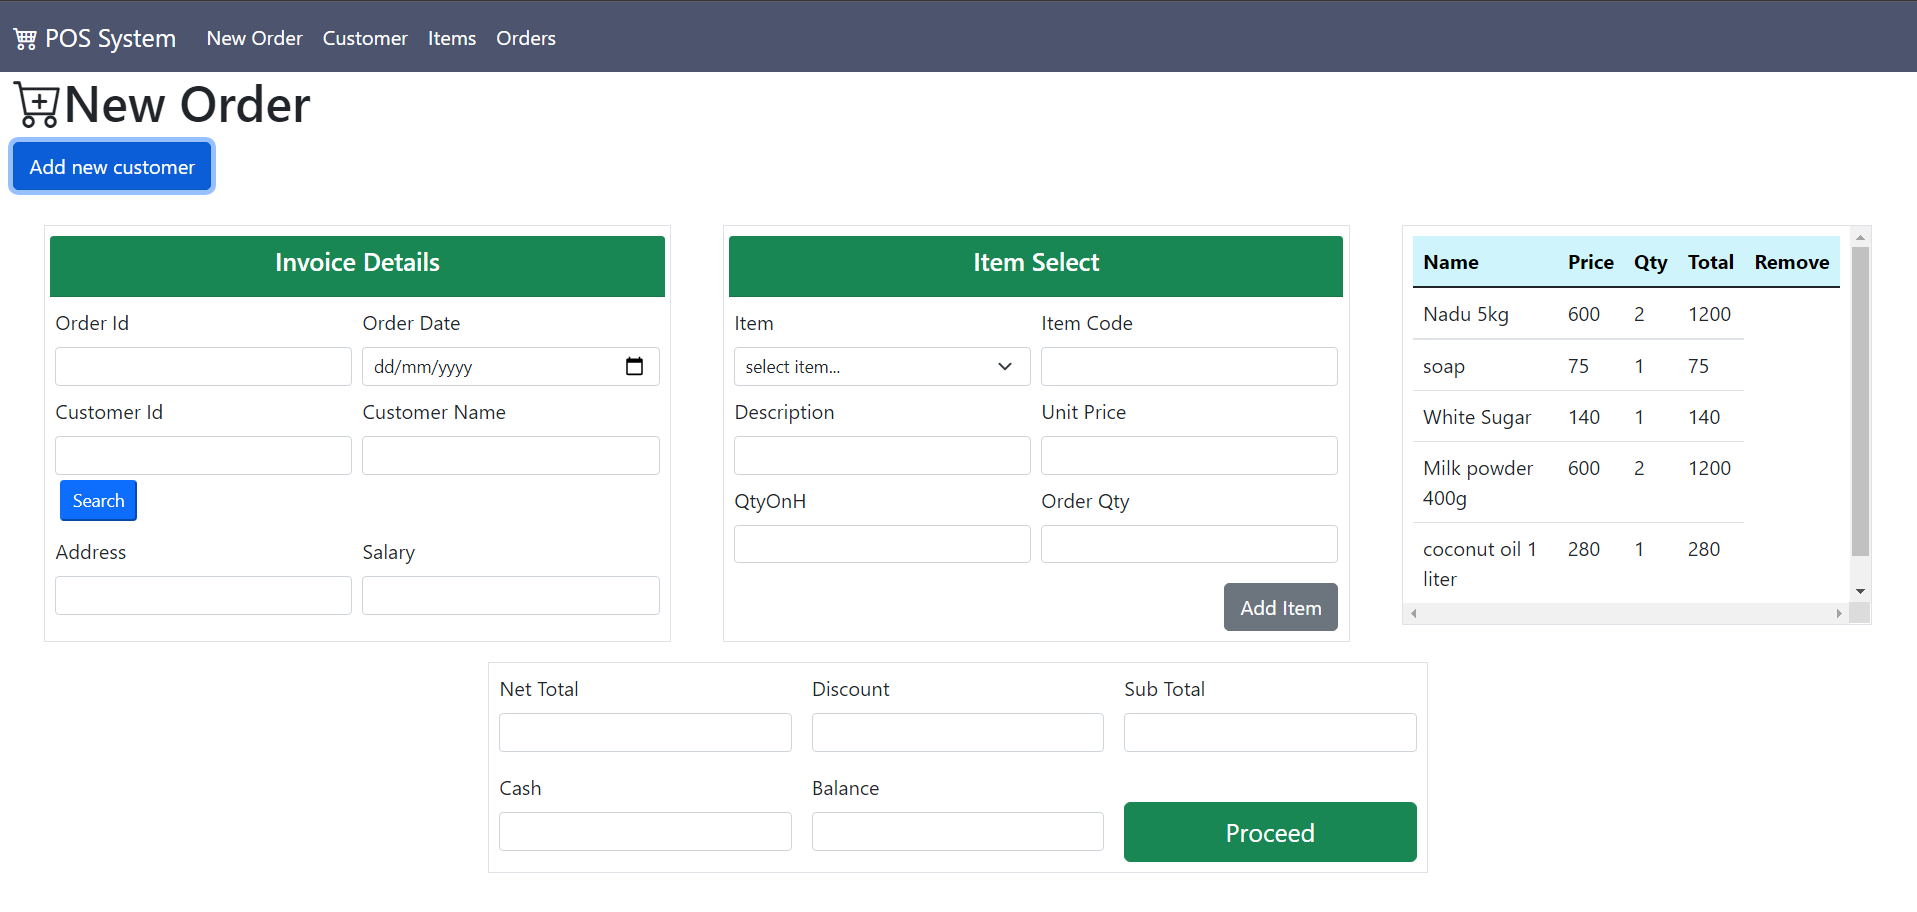 POS System New Order Customer Items Orders
New Order
Add new customer
Invoice Details
Order Id Order Date
dd/mm/yyyy
Customer Id Customer Name
Search
Address Salary
Item Select
Item Item Code
select item...
Description Unit Price
QtyOnH Order Qty
Add Item
Name Price Qty Total Remove
Nadu 5kg 600 2 1200
soap 75 1 75
White Sugar 140 1 140
Milk powder 600 2 1200
400g
coconut oil 1 280 1 280
liter
Net Total Discount Sub Total
Cash Balance
Proceed